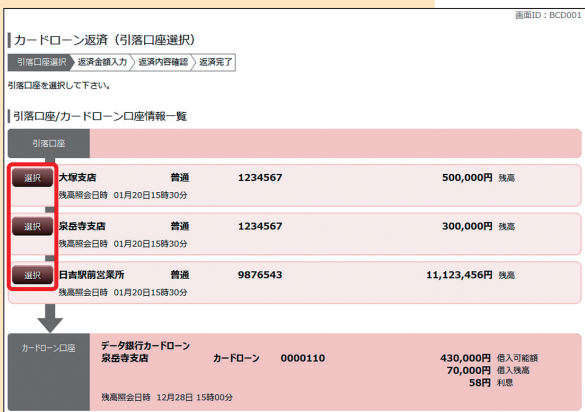 画面ID：BCD001
カードローン返済（引落口座選択）
引落口座選択 返済金額入力 返済内容確認 返済完了
引落口座を選択して下さい。
引落口座/カードローン口座情報一覧
引落口座
選択 大塚支店 普通 1234567 500,000円 残高
残高照会日時 01月20日15時30分
選択 泉岳寺支店 普通 1234567 300,000円 残高
残高照会日時 01月20日15時30分
選択 日吉駅前営業所 普通 9876543 11,123,456円 残高
残高照会日時 01月20日15時30分
カードローン口座 データ銀行カードローン
泉岳寺支店 カードローン 0000110 430,000円 借入可能額
70,000円 借入残高
58円 利息
残高照会日時 12月28日 15時00分